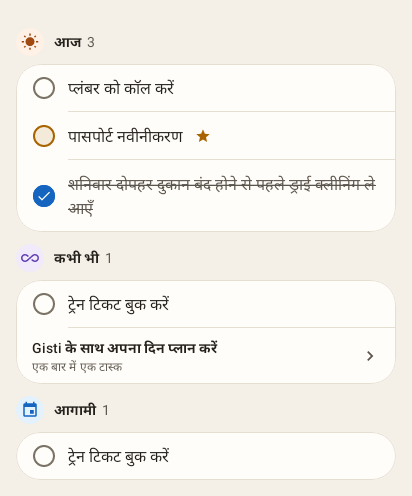 आज 3
प्लंबर को कॉल करें
पासपोर्ट नवीनीकरण
शनिवार दोपहर दुकान बंद होने से पहले ड्राई क्लीनिंग ले
आएँ
कभी भी 1
ट्रेन टिकट बुक करें
Gisti के साथ अपना दिन प्लान करें
एक बार में एक टास्क
आगामी 1
ट्रेन टिकट बुक करें